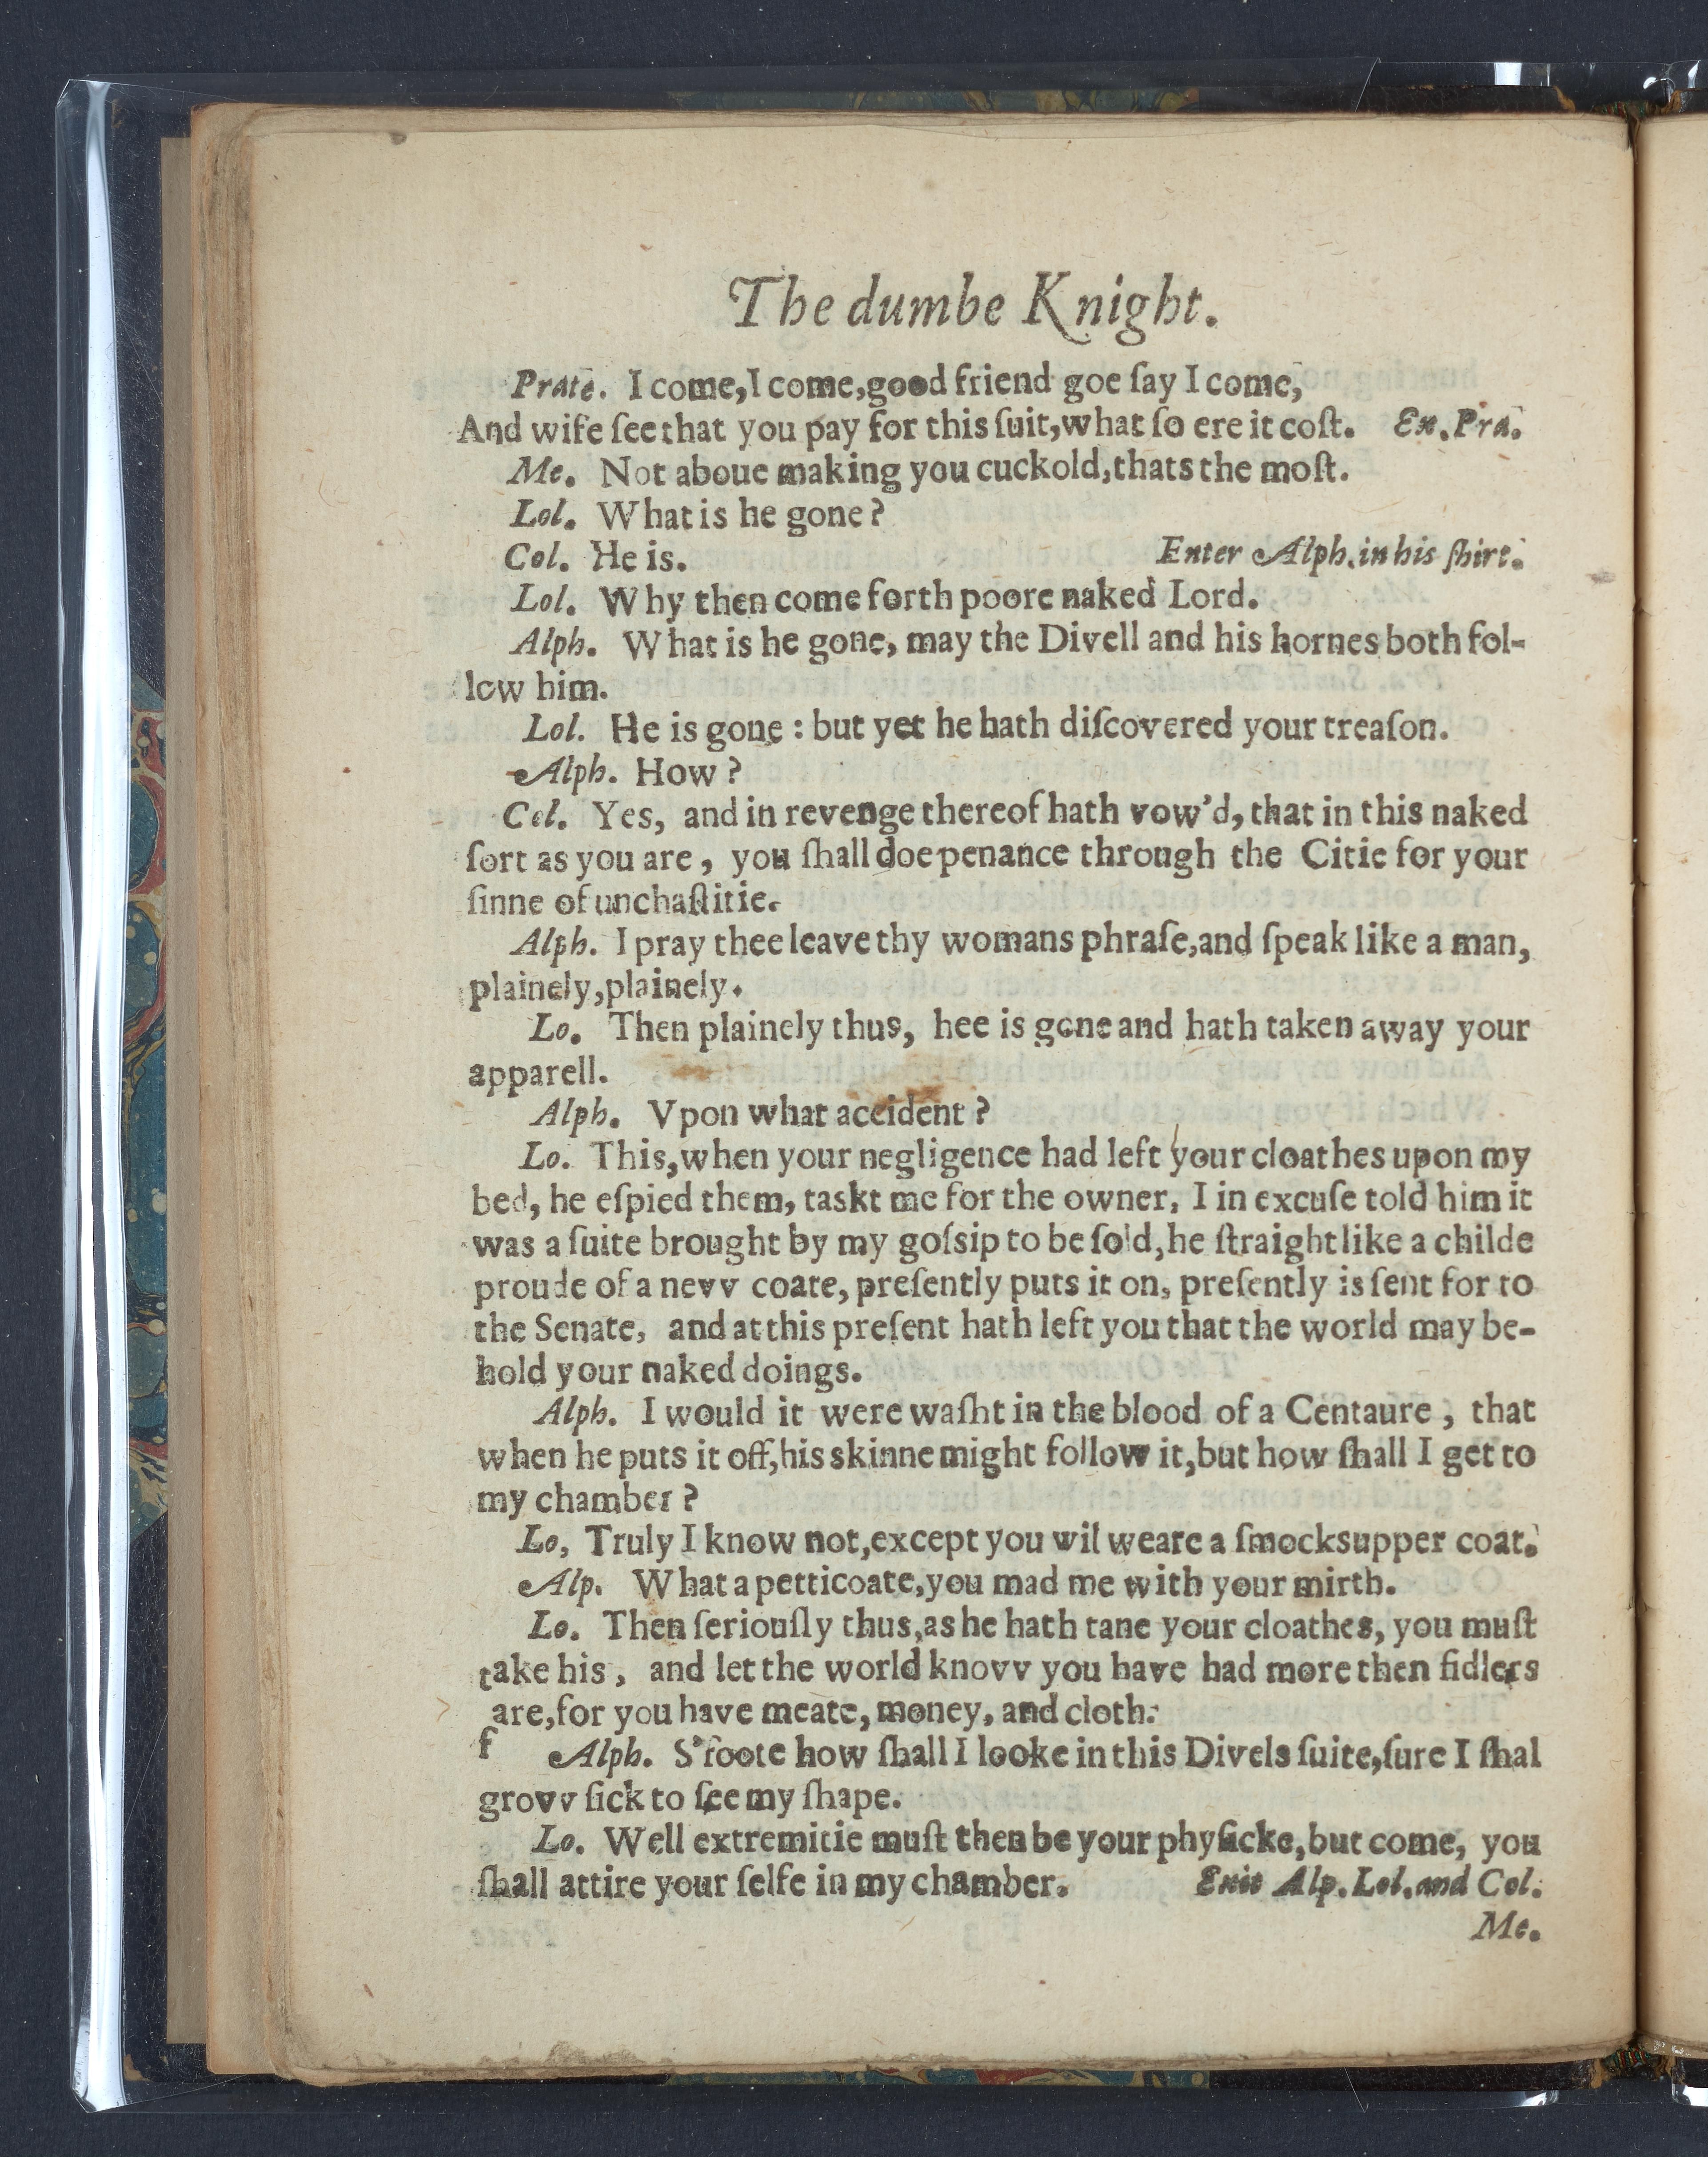 The dumbe Knight.
Prate. I come, I come, good friend goe ſay I come,
And wife ſee that you pay for this ſuit, what ſo ere it coſt. Ex. Pra.
Me. Not aboue making you cuckold, thats the moſt.
Lol. What is he gone?
Col. He is. Enter Alph. in his ſhirt.
Lol. Why then come forth poore naked Lord.
Alph. What is he gone, may the Divell and his hornes both fol-
low him.
Lol. He is gone : but yet he hath diſcovered your treaſon.
Alph. How ?
Col. Yes, and in revenge thereof hath vow'd, that in this naked
ſort as you are, you ſhall doe penance through the Citie for your
ſinne of unchaſtitie.
Alph. I pray thee leave thy womans phraſe, and ſpeak like a man,
plainely, plainely.
Lo. Then plainely thus, hee is gone and hath taken away your
apparell.
Alph. Vpon what accident ?
Lo. This, when your negligence had left your cloathes upon my
bed, he eſpied them, taskt me for the owner, I in excuſe told him it
was a ſuite brought by my goſsip to be ſold, he ſtraight like a childe
proude of a nevv coate, preſently puts it on, preſently is ſent for to
the Senate, and at this preſent hath left you that the world may be-
hold your naked doings.
Alph. I would it were waſht in the blood of a Centaure, that
when he puts it off, his skinne might follow it, but how ſhall I get to
my chamber ?
Lo, Truly I know not, except you wil weare a ſmocksupper coat.
Alp. What a petticoate, you mad me with your mirth.
Lo. Then ſeriouſly thus, as he hath tane your cloathes, you muſt
take his, and let the world knovv you have had more then fidlers
are, for you have meate, money, and cloth.
f Alph. S'foote how ſhall I looke in this Divels ſuite, ſure I ſhal
grovv ſick to ſee my ſhape.
Lo. Well extremitie muſt then be your phyſicke, but come, you
ſhall attire your ſelfe in my chamber. Exit Alp. Lol. and Col.
Me.